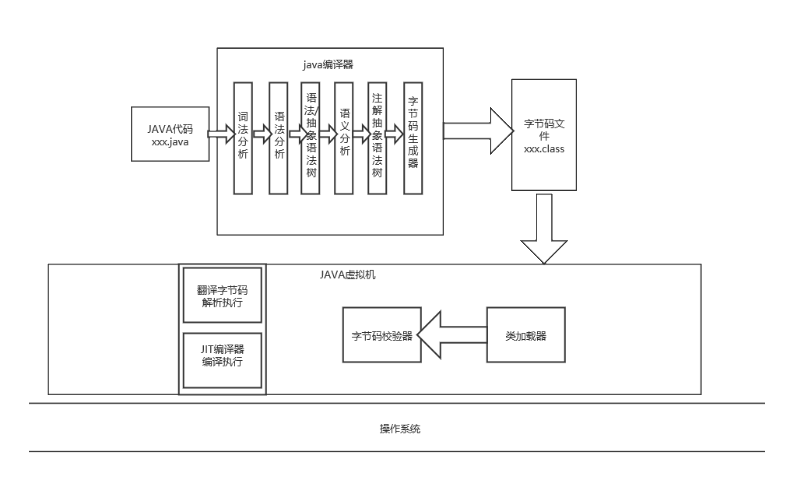 java编译器
JAVA代码
xxx.java
词法分析
语法分析
语法/抽象语法树
语义分析
注解抽象语法树
字节码生成器
字节码文
件
xxx.class
JAVA虚拟机
翻译字节码
解析执行
JIT编译器
编译执行
字节码校验器
类加载器
操作系统